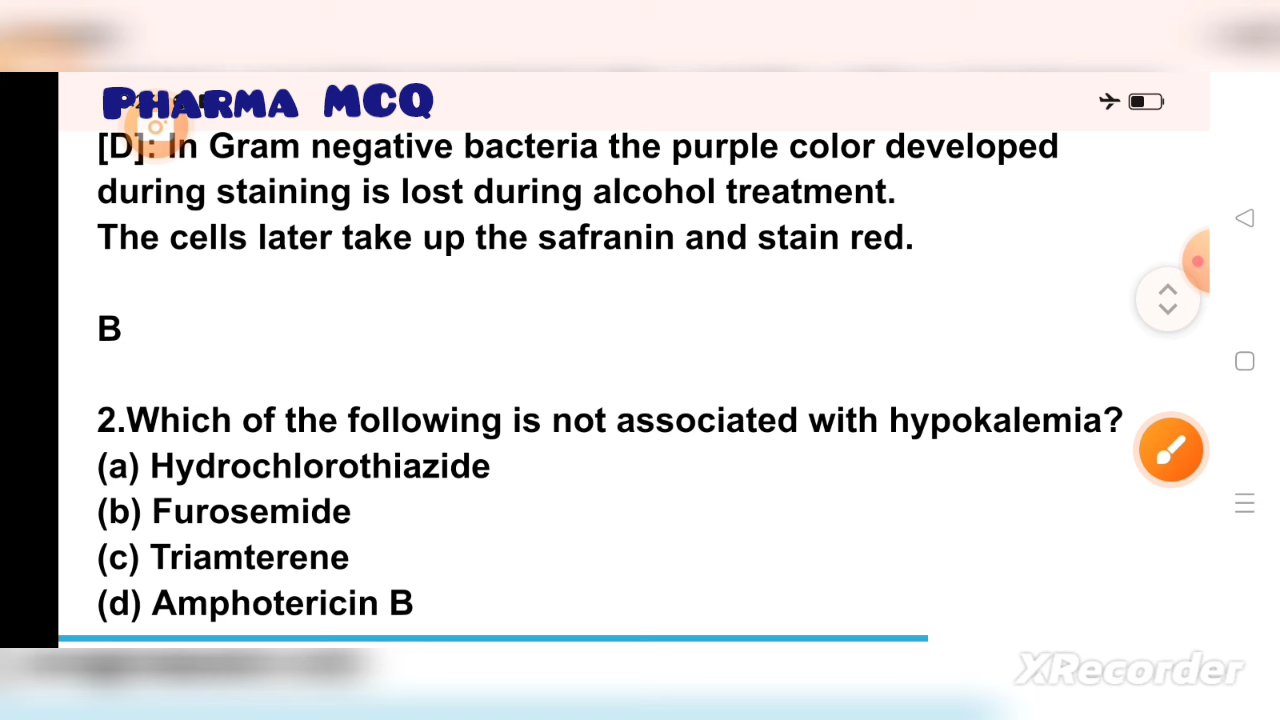 PHARMA MCQ
[D]: In Gram negative bacteria the purple color developed
during staining is lost during alcohol treatment.
The cells later take up the safranin and stain red.
B
2.Which of the following is not associated with hypokalemia?
(a) Hydrochlorothiazide
(b) Furosemide
(c) Triamterene
(d) Amphotericin B
XRecorder